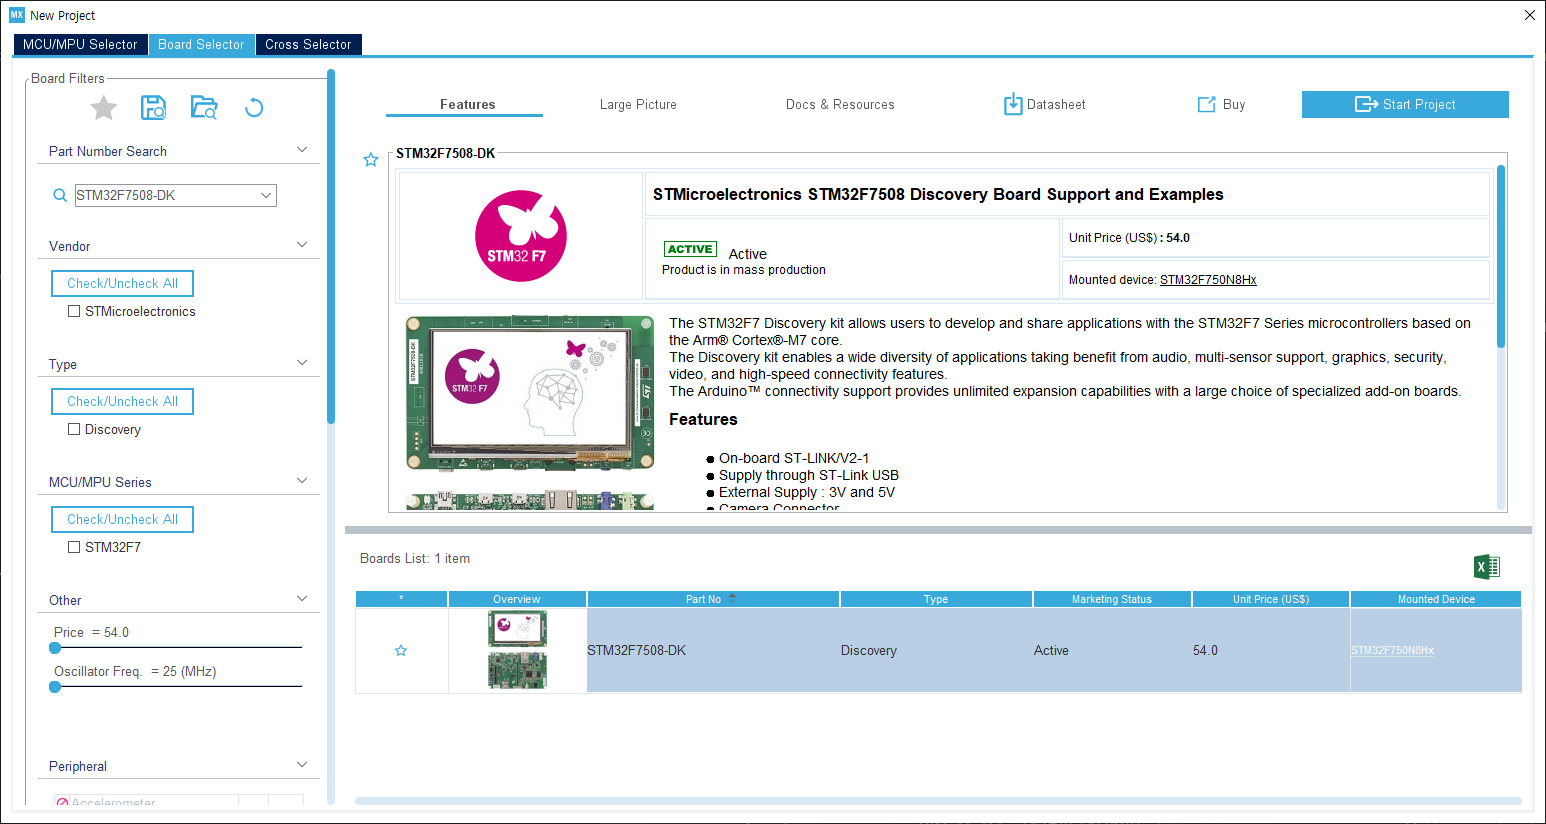 MX New Project
MCU/MPU Selector Board Selector Cross Selector
Board Filters
Part Number Search
STM32F7508-DK
Vendor
Check/Uncheck All
STMicroelectronics
Type
Check/Uncheck All
Discovery
MCU/MPU Series
Check/Uncheck All
STM32F7
Other
Price = 54.0
Oscillator Freq. = 25 (MHz)
Peripheral
Accelerometer
Features Large Picture Docs & Resources Datasheet Buy Start Project
STM32F7508-DK
STM32 F7
STMicroelectronics STM32F7508 Discovery Board Support and Examples
ACTIVE Active
Product is in mass production
Unit Price (US$) : 54.0
Mounted device: STM32F750N8Hx
STM32F7508-DK
STM32 F7
The STM32F7 Discovery kit allows users to develop and share applications with the STM32F7 Series microcontrollers based on
the Arm® Cortex®-M7 core.
The Discovery kit enables a wide diversity of applications taking benefit from audio, multi-sensor support, graphics, security,
video, and high-speed connectivity features.
The Arduino™ connectivity support provides unlimited expansion capabilities with a large choice of specialized add-on boards.
Features
● On-board ST-LINK/V2-1
● Supply through ST-Link USB
● External Supply : 3V and 5V
● Camera Connector
Boards List: 1 item
* Overview Part No Type Marketing Status Unit Price (US$) Mounted Device
STM32F7508-DK Discovery Active 54.0 STM32F750N8Hx